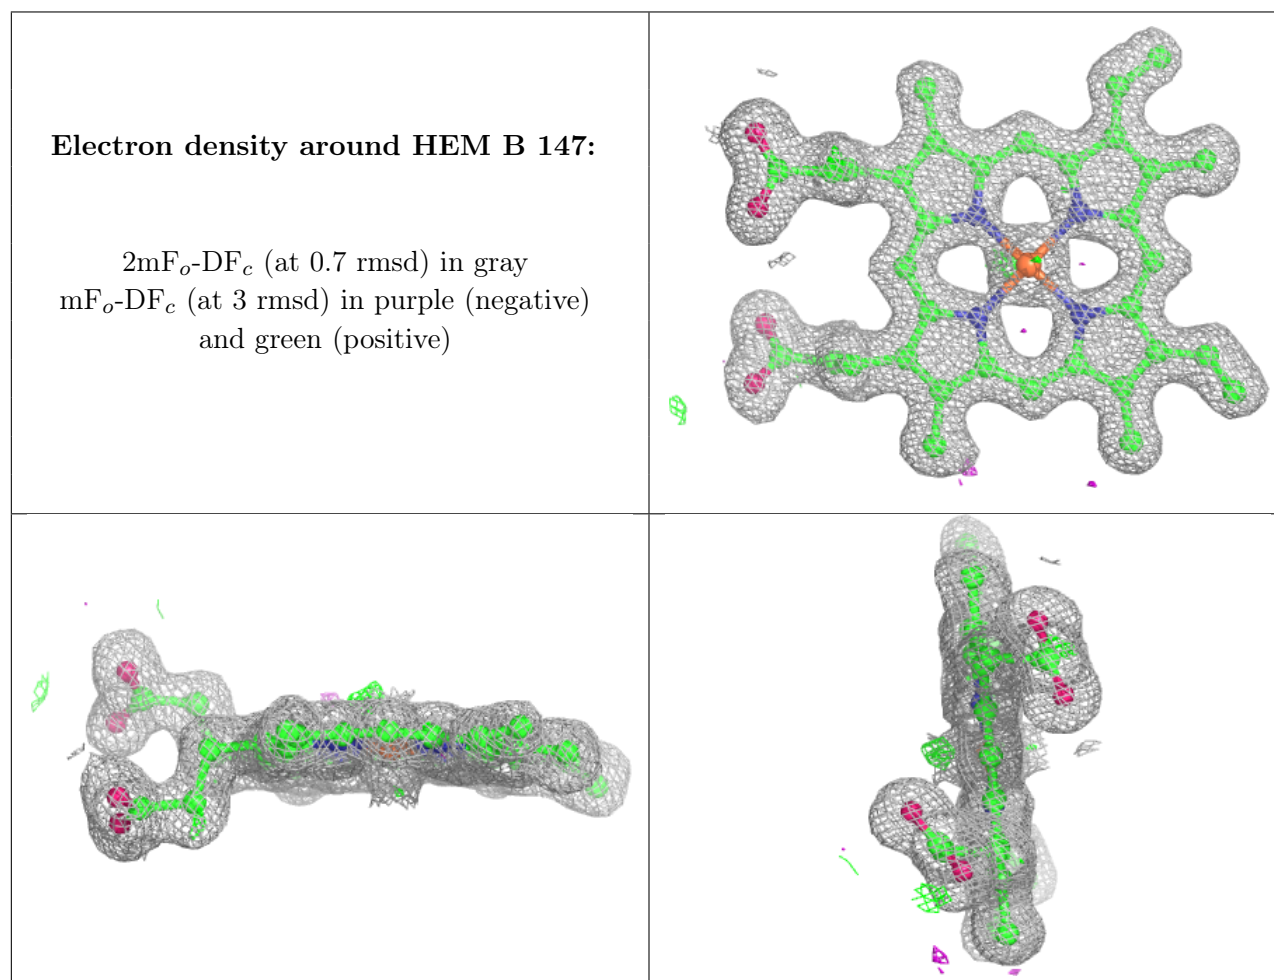 Electron density around HEM B 147:
2mFo-DFc (at 0.7 rmsd) in gray
mFo-DFc (at 3 rmsd) in purple (negative)
and green (positive)